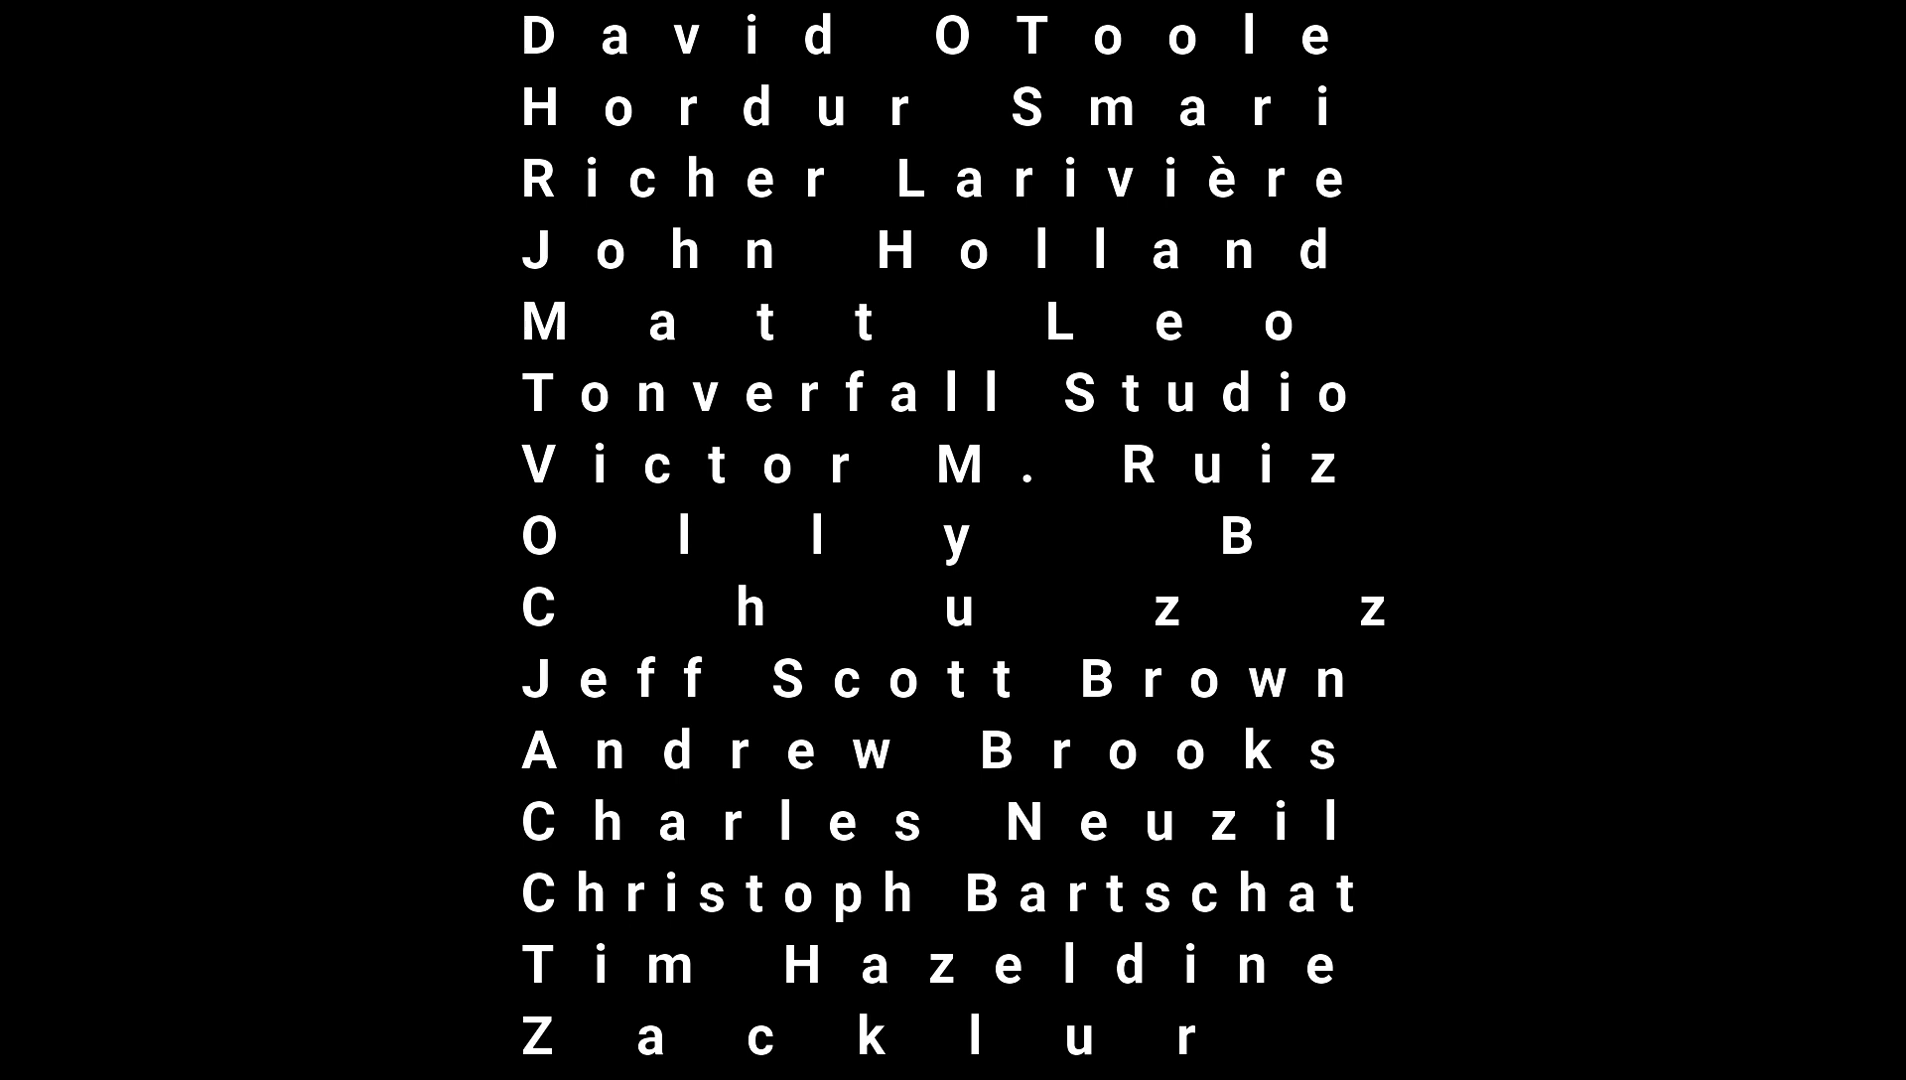 David OToole
Hordur Smari
Richer Larivière
John Holland
Matt Leo
Tonverfall Studio
Victor M. Ruiz
Olly B
Chuzz
Jeff Scott Brown
Andrew Brooks
Charles Neuzil
Christoph Bartschat
Tim Hazeldine
Zacklur